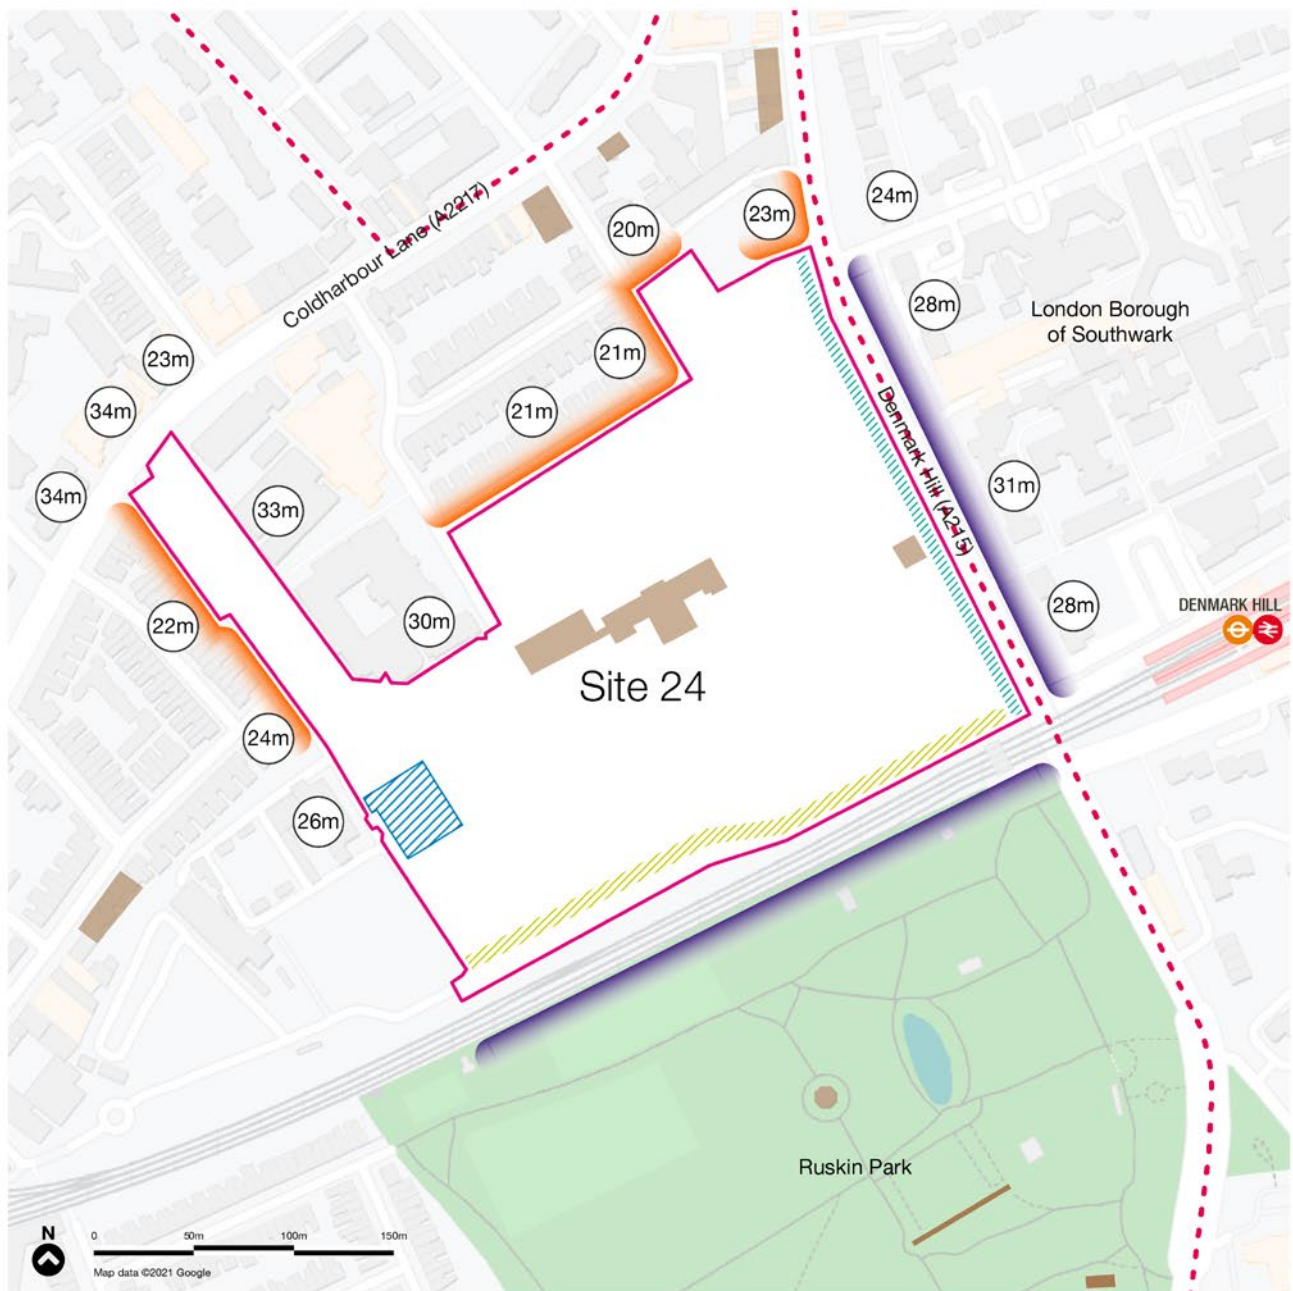 Coldharbour Lane (A2217)
20m
23m
24m
28m
London Borough
of Southwark
23m
21m
34m
21m
Denmark Hill (A215)
34m
33m
31m
22m
30m
28m
DENMARK HILL
Site 24
24m
26m
Ruskin Park
N
0 50m 100m 150m
Map data ©2021 Google